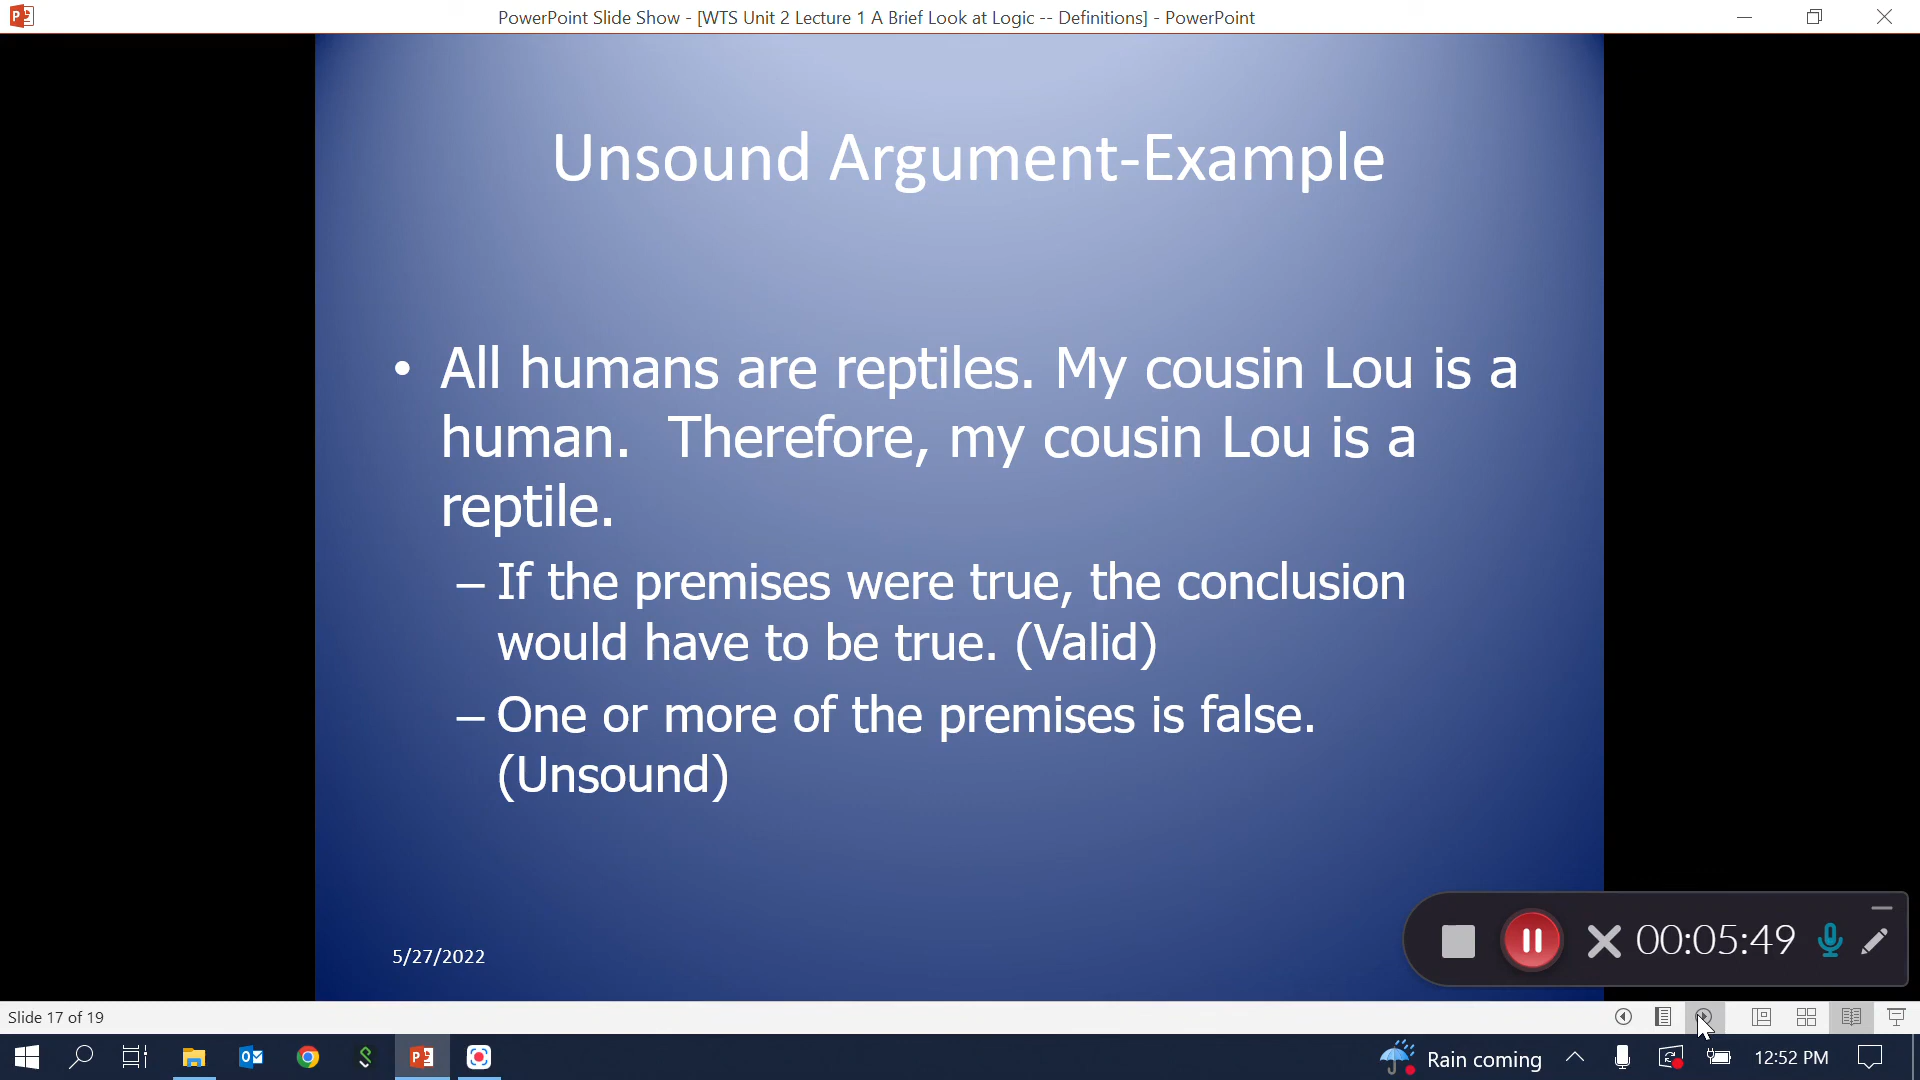 PowerPoint Slide Show - [WTS Unit 2 Lecture 1 A Brief Look at Logic -- Definitions] - PowerPoint
Unsound Argument-Example
• All humans are reptiles. My cousin Lou is a
human.  Therefore, my cousin Lou is a
reptile.
– If the premises were true, the conclusion
would have to be true. (Valid)
– One or more of the premises is false.
(Unsound)
5/27/2022
00:05:49
Slide 17 of 19
Rain coming
12:52 PM